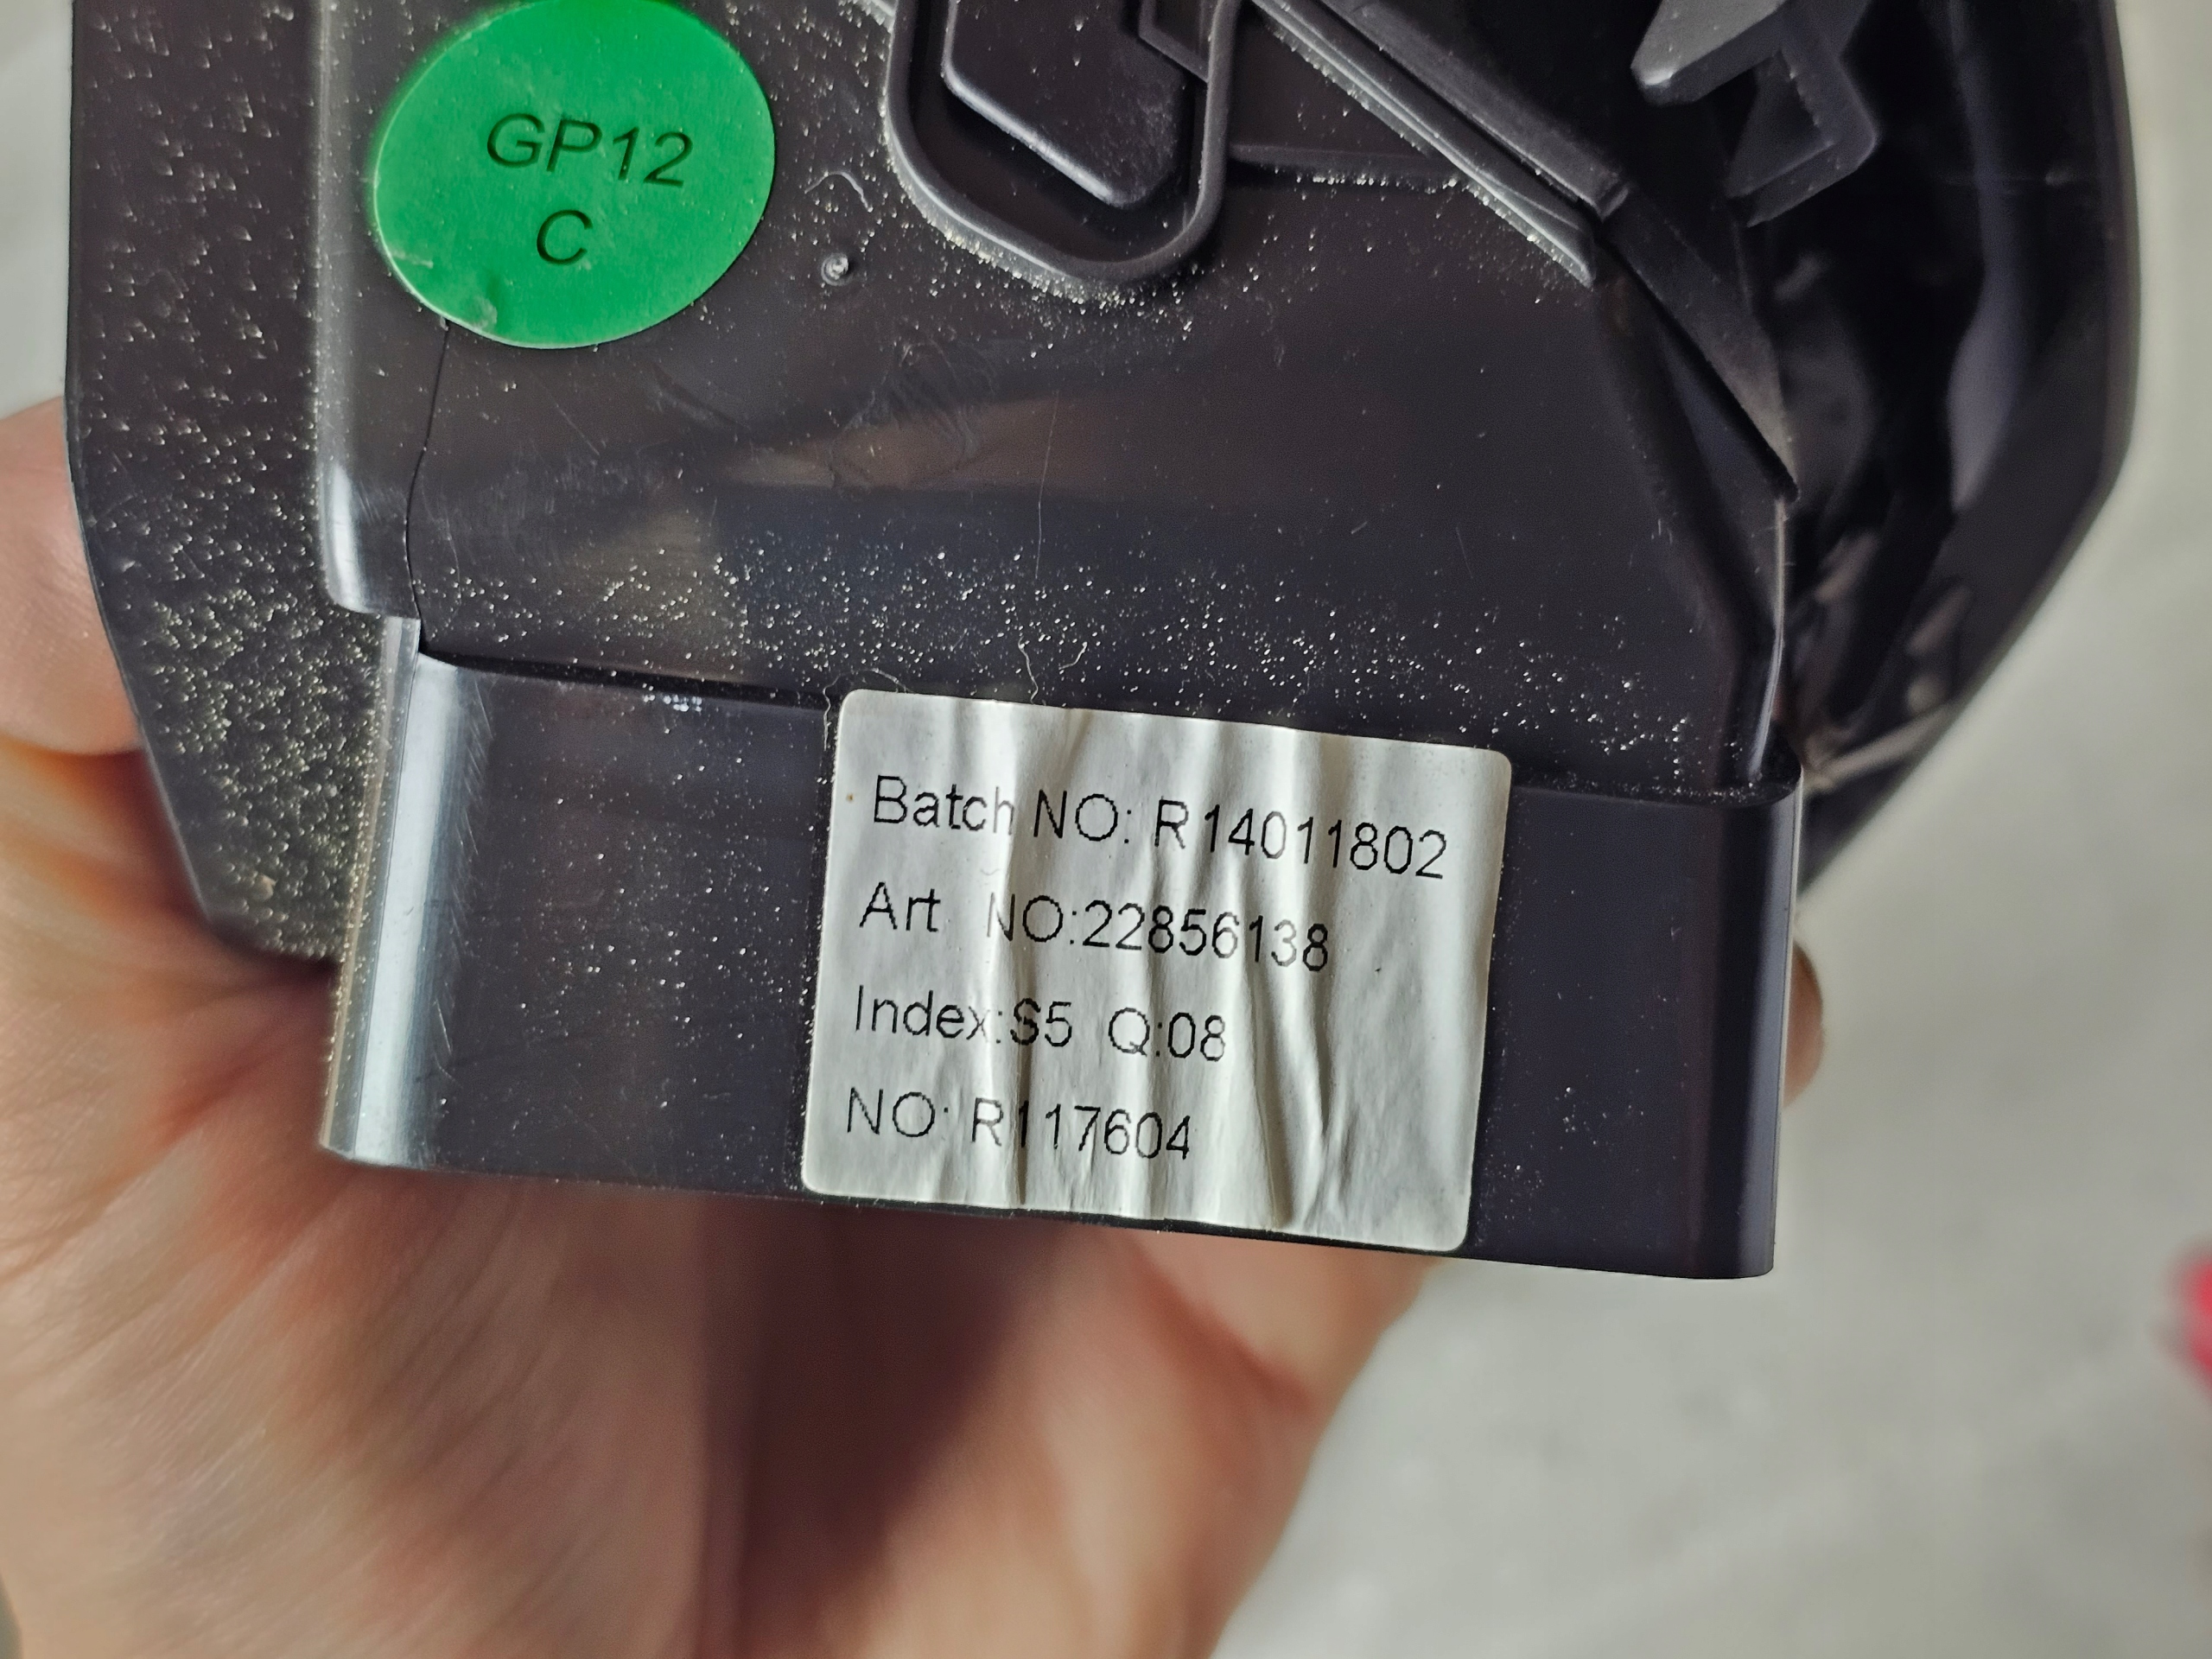 GP12
C
Batch NO: R14011802
Art NO:22856138
Index:S5 Q:08
NO: R117604